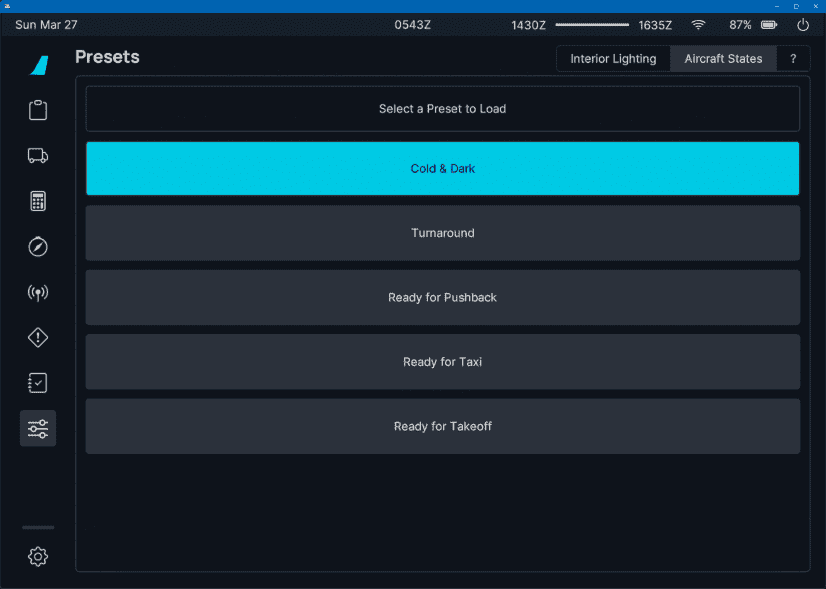 Sun Mar 27
0543Z
1430Z
1635Z
87%
Presets
Interior Lighting
Aircraft States
?
Select a Preset to Load
Cold & Dark
Turnaround
Ready for Pushback
Ready for Taxi
Ready for Takeoff